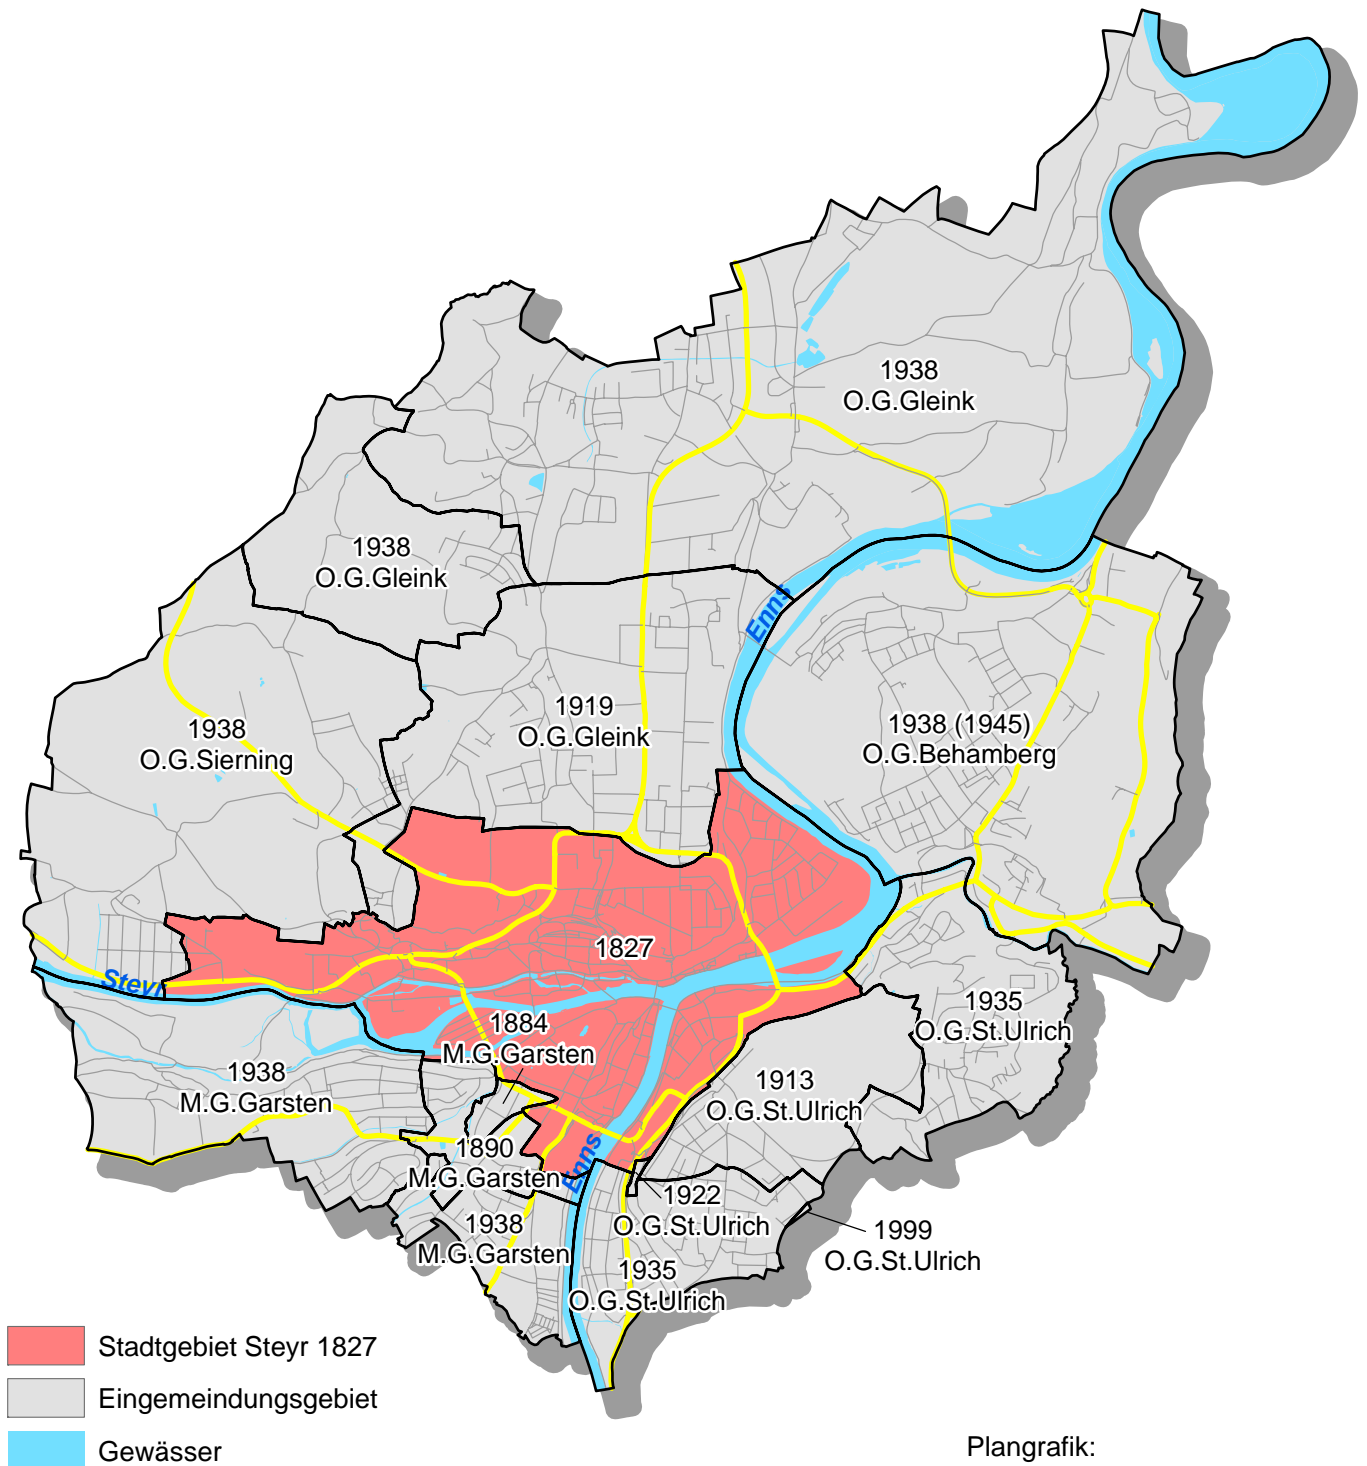 1938
O.G.Gleink
1938
O.G.Gleink
Enns
1938
O.G.Sierning
1919
O.G.Gleink
1938 (1945)
O.G.Behamberg
1827
Steyr
1884
M.G.Garsten
1935
O.G.St.Ulrich
1938
M.G.Garsten
1913
O.G.St.Ulrich
1890
M.G.Garsten
Enns
1922
O.G.St.Ulrich
1938
M.G.Garsten
1999
O.G.St.Ulrich
1935
O.G.St.Ulrich
Stadtgebiet Steyr 1827
Eingemeindungsgebiet
Gewässer
Plangrafik: